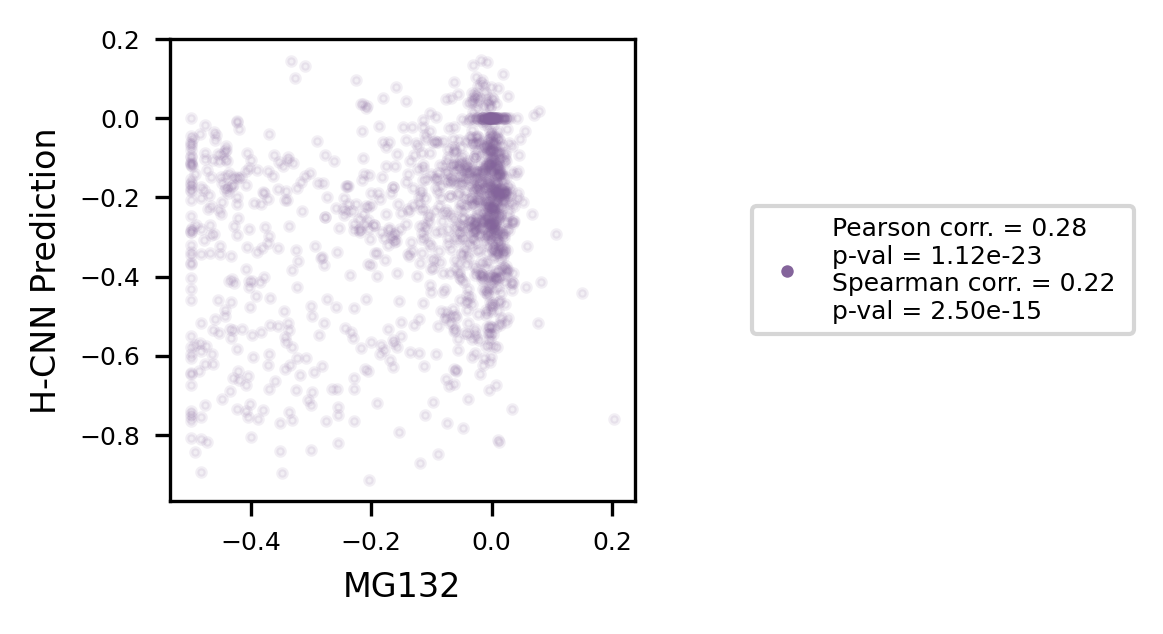 0.2
0.0
−0.2
−0.4
−0.6
−0.8
H-CNN Prediction
−0.4
−0.2
0.0
0.2
MG132
Pearson corr. = 0.28
p-val = 1.12e-23
Spearman corr. = 0.22
p-val = 2.50e-15